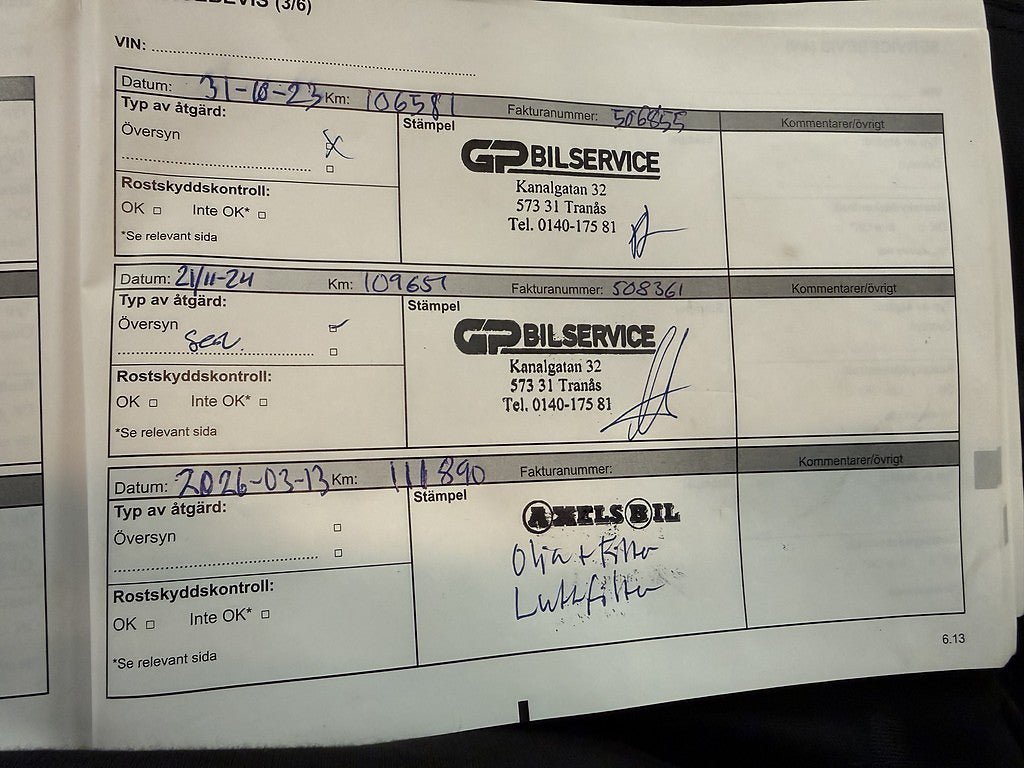 (3/6)
VIN:
Datum: 31-10-23 Km: 106581 Fakturanummer: 506855 Kommentarer/övrigt
Typ av åtgärd:
Översyn
Stämpel
GP BILSERVICE
Kanalgatan 32
573 31 Tranås
Tel. 0140-175 81
Rostskyddskontroll:
OK Inte OK*
*Se relevant sida
Datum: 21/11-24 Km: 109651 Fakturanummer: 508361 Kommentarer/övrigt
Typ av åtgärd:
Översyn
Stämpel
GP BILSERVICE
Kanalgatan 32
573 31 Tranås
Tel. 0140-175 81
Rostskyddskontroll:
OK Inte OK*
*Se relevant sida
Datum: 2026-03-13 Km: 111890 Fakturanummer: Kommentarer/övrigt
Typ av åtgärd:
Översyn
Stämpel
AXELS BIL
Olja + Filter
Luftfilter
Rostskyddskontroll:
OK Inte OK*
*Se relevant sida
6.13